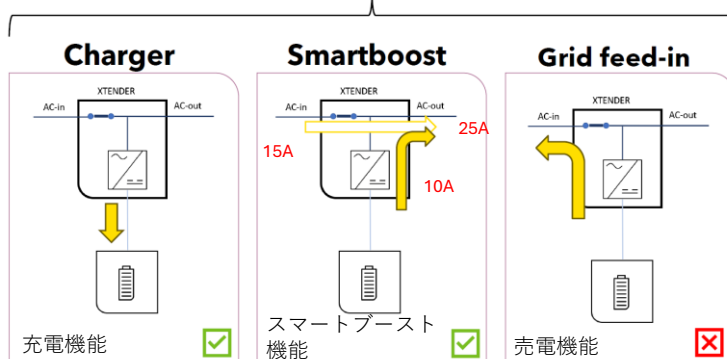 Charger
XTENDER
AC-in
AC-out
充電機能
Smartboost
XTENDER
AC-in
AC-out
15A
25A
10A
スマートブースト
機能
Grid feed-in
XTENDER
AC-in
AC-out
売電機能